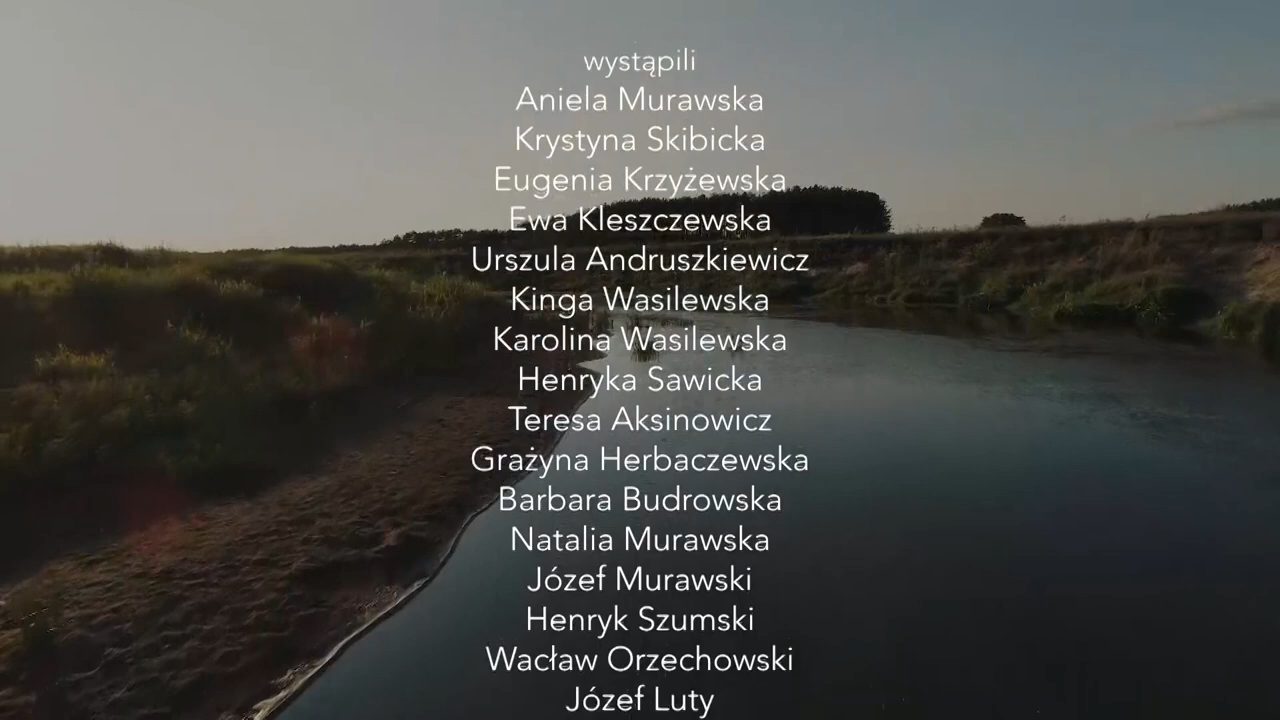 wystąpili
Aniela Murawska
Krystyna Skibicka
Eugenia Krzyżewska
Ewa Kleszczewska
Urszula Andruszkiewicz
Kinga Wasilewska
Karolina Wasilewska
Henryka Sawicka
Teresa Aksinowicz
Grażyna Herbaczewska
Barbara Budrowska
Natalia Murawska
Józef Murawski
Henryk Szumski
Wacław Orzechowski
Józef Luty